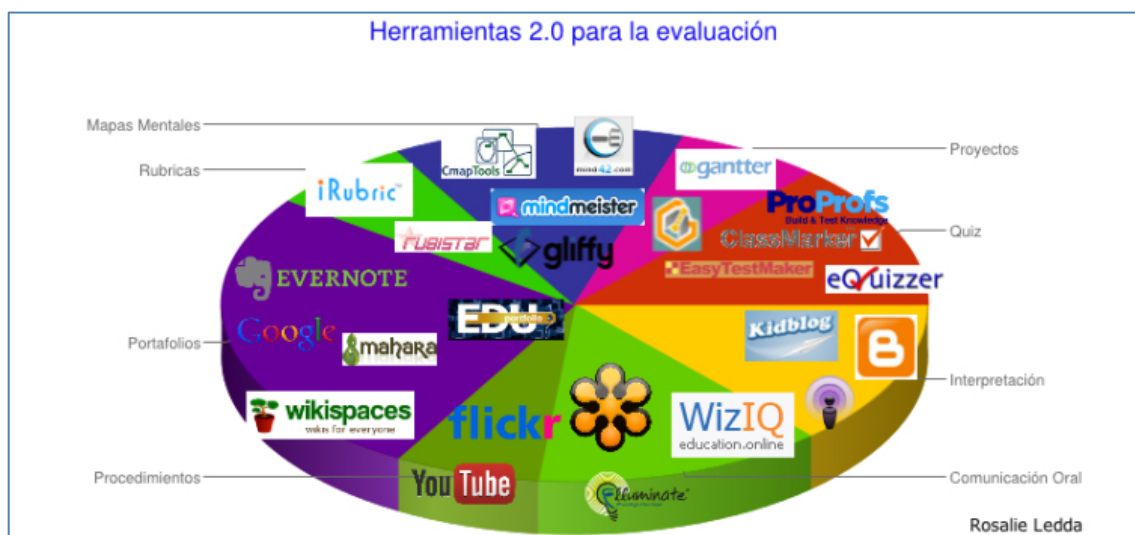 Herramientas 2.0 para la evaluación
Mapas Mentales
CmapTools
mind42.com
Proyectos
gantter
Rubricas
iRubric
mindmeister
ProProfs
Build & Test Knowledge
Quiz
RUBISTAR
gliffy
ClassMarker
EasyTestMaker
eQuizzer
EVERNOTE
EDU
portfolio
Google
mahara
Kidblog
Portafolios
Interpretación
wikispaces
wikis for everyone
flickr
WizIQ
education.online
Procedimientos
YouTube
Elluminate
Comunicación Oral
Rosalie Ledda